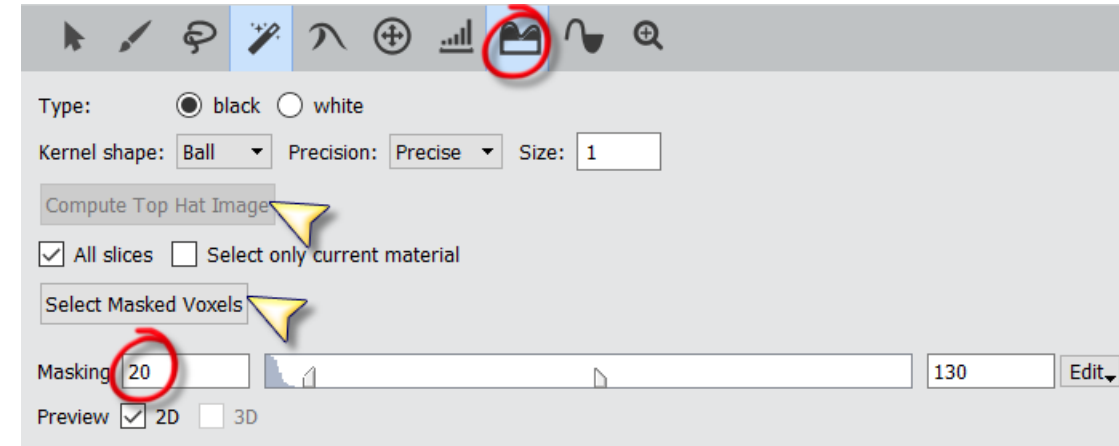 Type: black white
Kernel shape: Ball Precision: Precise Size: 1
Compute Top Hat Image
All slices Select only current material
Select Masked Voxels
Masking 20 130 Edit
Preview 2D 3D